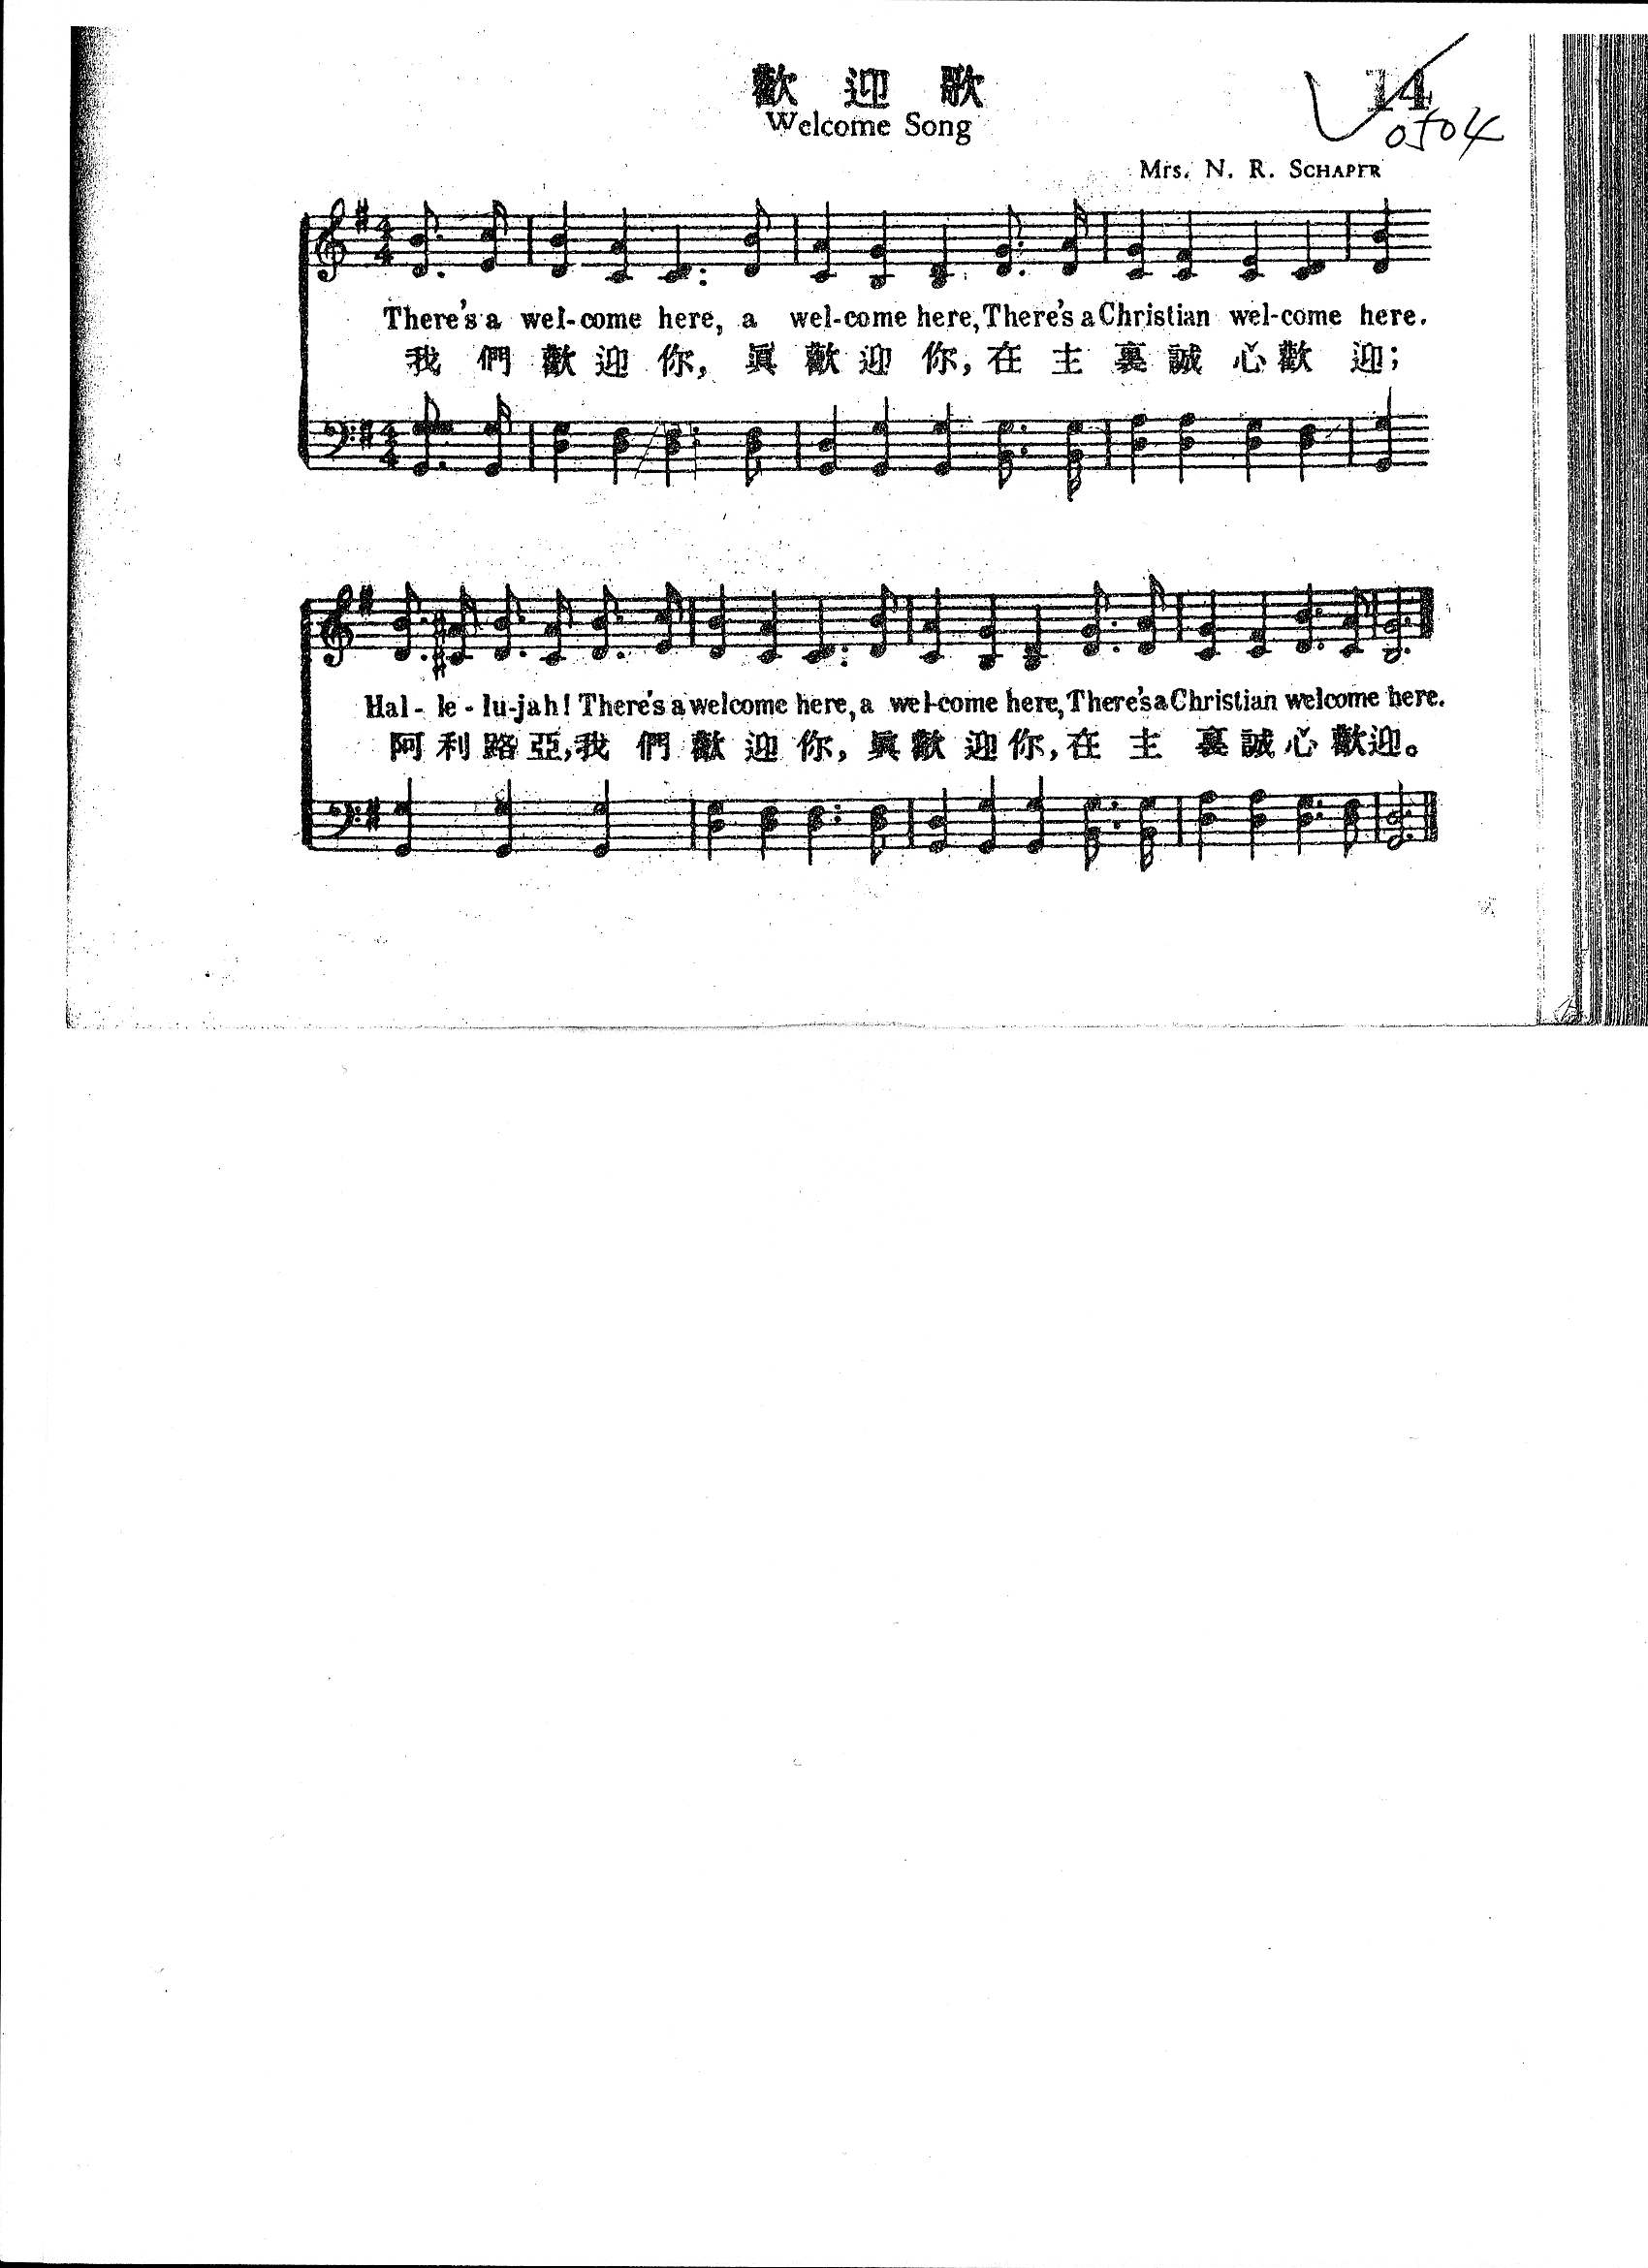 歡迎歌
14
Welcome Song
0504
Mrs. N. R. SCHAPER
There's a wel-come here, a wel-come here, There's a Christian wel-come here.
我們歡迎你,眞歡迎你,在主裏誠心歡迎;
Hal-le-lu-jah! There's a welcome here, a wel-come here, There's a Christian welcome here.
阿利路亞,我們歡迎你,眞歡迎你,在主裏誠心歡迎。